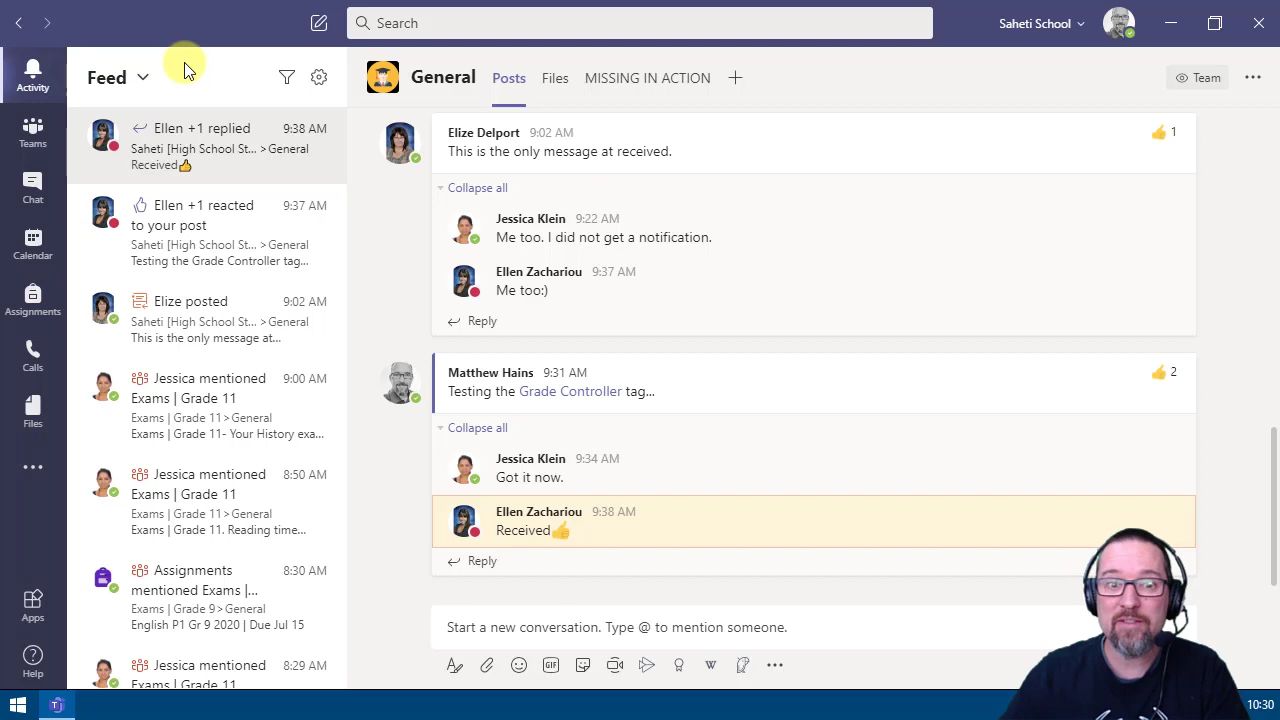 Search
Saheti School
Activity
Teams
Chat
Calendar
Assignments
Calls
Files
Apps
Help
Feed
Ellen +1 replied 9:38 AM
Saheti [High School St... > General
Received👍
Ellen +1 reacted 9:37 AM
to your post
Saheti [High School St... > General
Testing the Grade Controller tag...
Elize posted 9:02 AM
Saheti [High School St... > General
This is the only message at...
Jessica mentioned 9:00 AM
Exams | Grade 11
Exams | Grade 11 > General
Exams | Grade 11- Your History exa...
Jessica mentioned 8:50 AM
Exams | Grade 11
Exams | Grade 11 > General
Exams | Grade 11. Reading time...
Assignments 8:30 AM
mentioned Exams |...
Exams | Grade 9 > General
English P1 Gr 9 2020 | Due Jul 15
Jessica mentioned 8:29 AM
Exams | Grade 11
General Posts Files MISSING IN ACTION
Team
Elize Delport 9:02 AM 👍 1
This is the only message at received.
Collapse all
Jessica Klein 9:22 AM
Me too. I did not get a notification.
Ellen Zachariou 9:37 AM
Me too:)
Reply
Matthew Hains 9:31 AM 👍 2
Testing the Grade Controller tag...
Collapse all
Jessica Klein 9:34 AM
Got it now.
Ellen Zachariou 9:38 AM
Received👍
Reply
Start a new conversation. Type @ to mention someone.
GIF
W
10:30